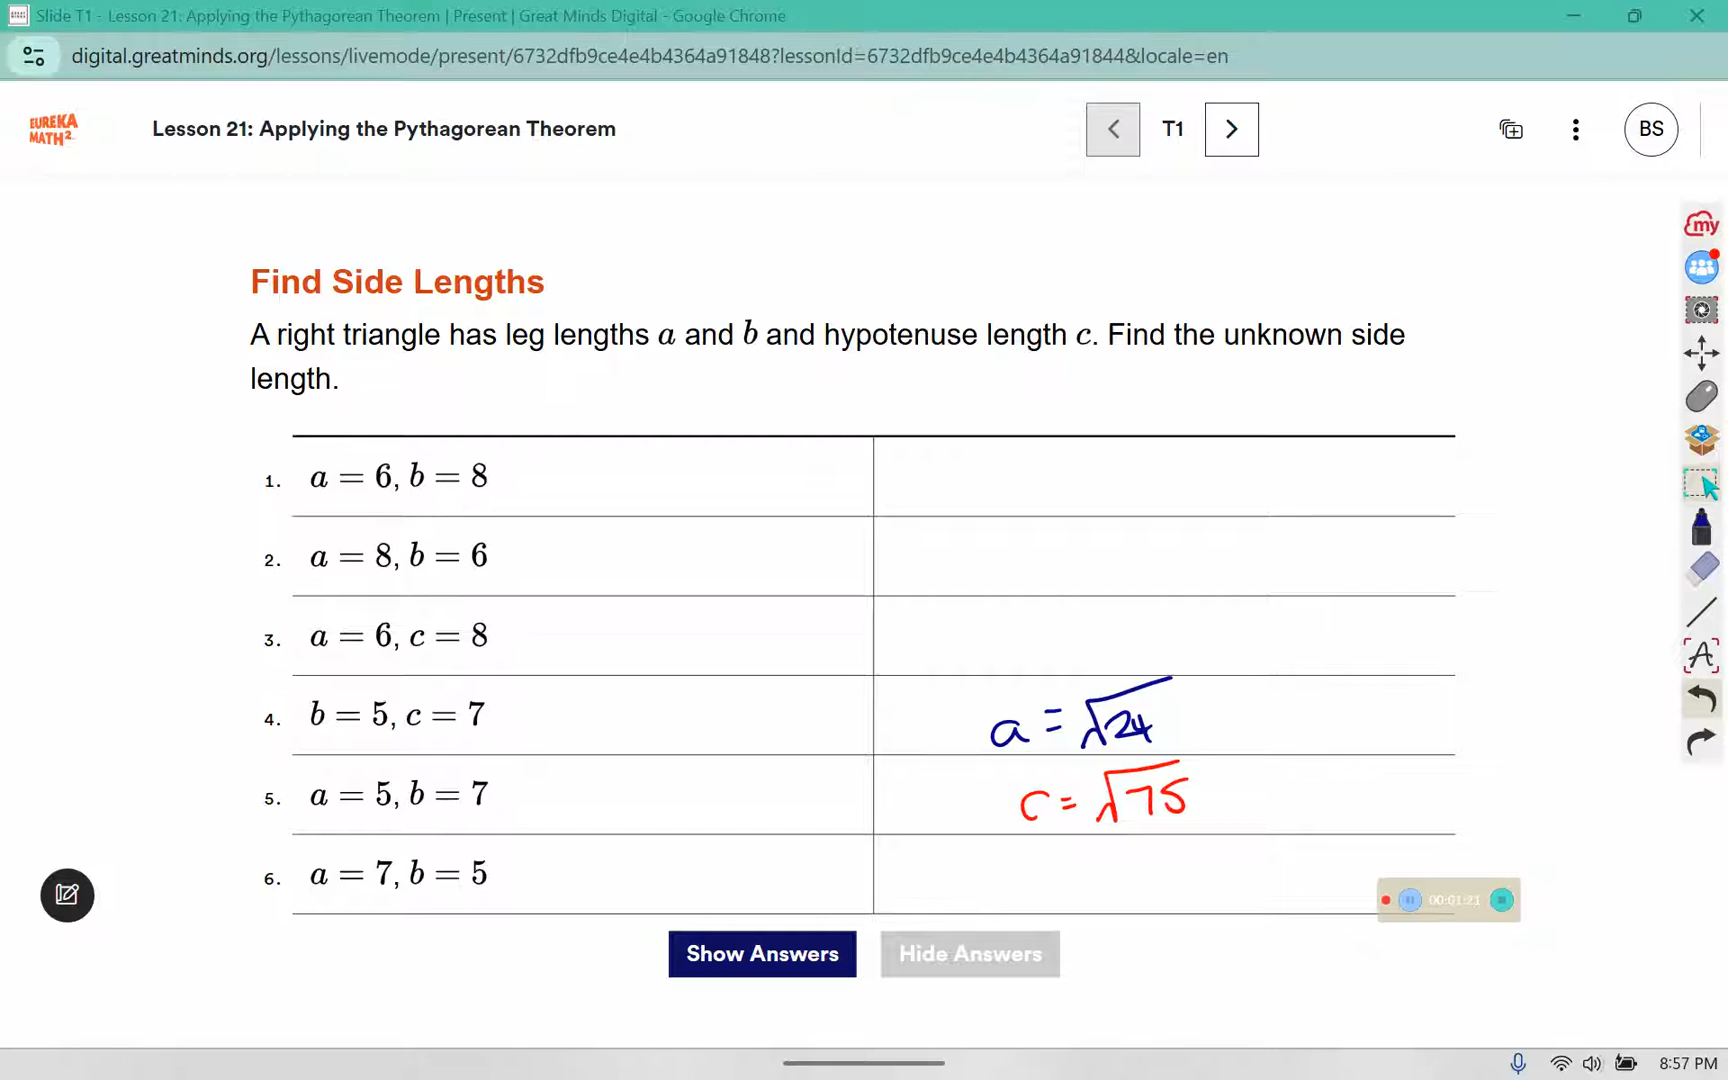 Slide T1 - Lesson 21: Applying the Pythagorean Theorem | Present | Great Minds Digital - Google Chrome
digital.greatminds.org/lessons/livemode/present/6732dfb9ce4e4b4364a91848?lessonId=6732dfb9ce4e4b4364a91844&locale=en
EUREKA MATH²
Lesson 21: Applying the Pythagorean Theorem
T1
BS
my
Find Side Lengths
A right triangle has leg lengths a and b and hypotenuse length c. Find the unknown side
length.
1. a = 6, b = 8
2. a = 8, b = 6
3. a = 6, c = 8
4. b = 5, c = 7 a = √24
5. a = 5, b = 7 c = √75
6. a = 7, b = 5
00:01:21
Show Answers Hide Answers
A
8:57 PM